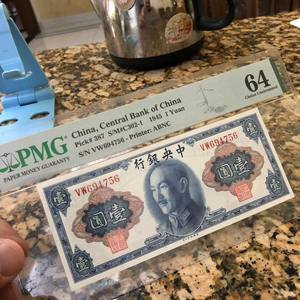 China, Central Bank of China
Pick# 387 S/M#C302-1 1945 1 Yuan
S/N VW694756 - Printer: ABNC
64
PMG
PAPER MONEY GUARANTY
行銀央中
VW694756
VW694756
圓
壹
圓
壹